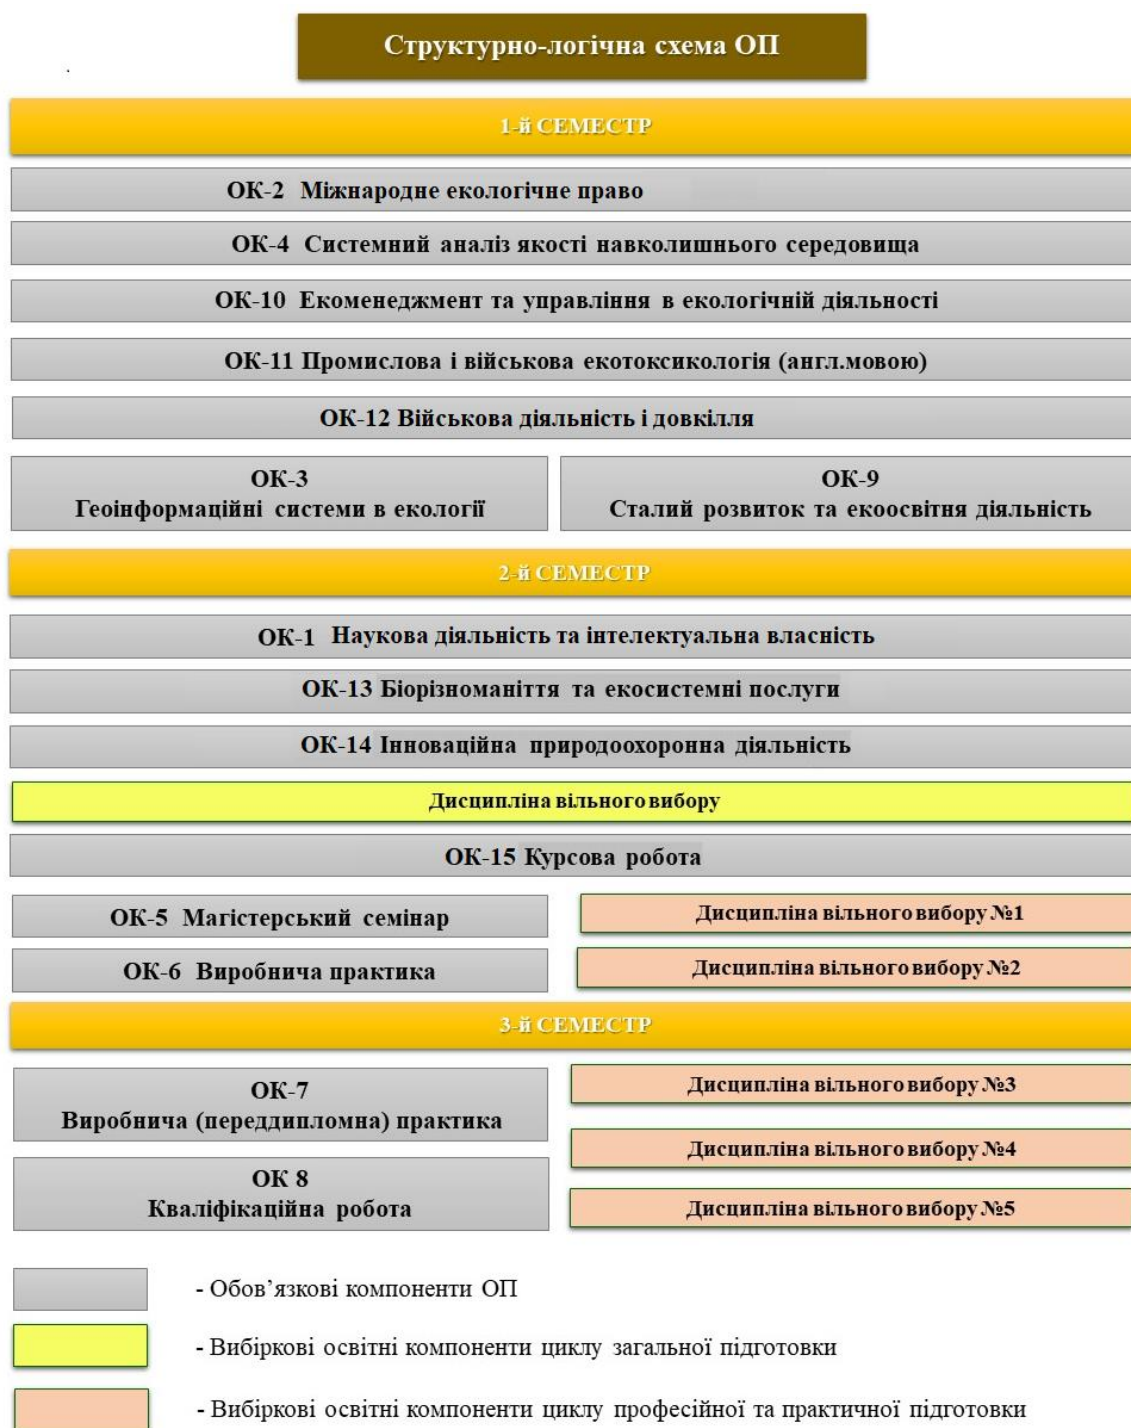 Структурно-логічна схема ОП
.
1-й СЕМЕСТР
ОК-2 Міжнародне екологічне право
ОК-4 Системний аналіз якості навколишнього середовища
ОК-10 Екоменеджмент та управління в екологічній діяльності
ОК-11 Промислова і військова екотоксикологія (англ.мовою)
ОК-12 Військова діяльність і довкілля
ОК-3
Геоінформаційні системи в екології
ОК-9
Сталий розвиток та екоосвітня діяльність
2-й СЕМЕСТР
ОК-1 Наукова діяльність та інтелектуальна власність
ОК-13 Біорізноманіття та екосистемні послуги
ОК-14 Інноваційна природоохоронна діяльність
Дисципліна вільного вибору
ОК-15 Курсова робота
ОК-5 Магістерський семінар
Дисципліна вільного вибору №1
ОК-6 Виробнича практика
Дисципліна вільного вибору №2
3-й СЕМЕСТР
ОК-7
Виробнича (переддипломна) практика
Дисципліна вільного вибору №3
Дисципліна вільного вибору №4
ОК 8
Кваліфікаційна робота
Дисципліна вільного вибору №5
- Обов’язкові компоненти ОП
- Вибіркові освітні компоненти циклу загальної підготовки
- Вибіркові освітні компоненти циклу професійної та практичної підготовки